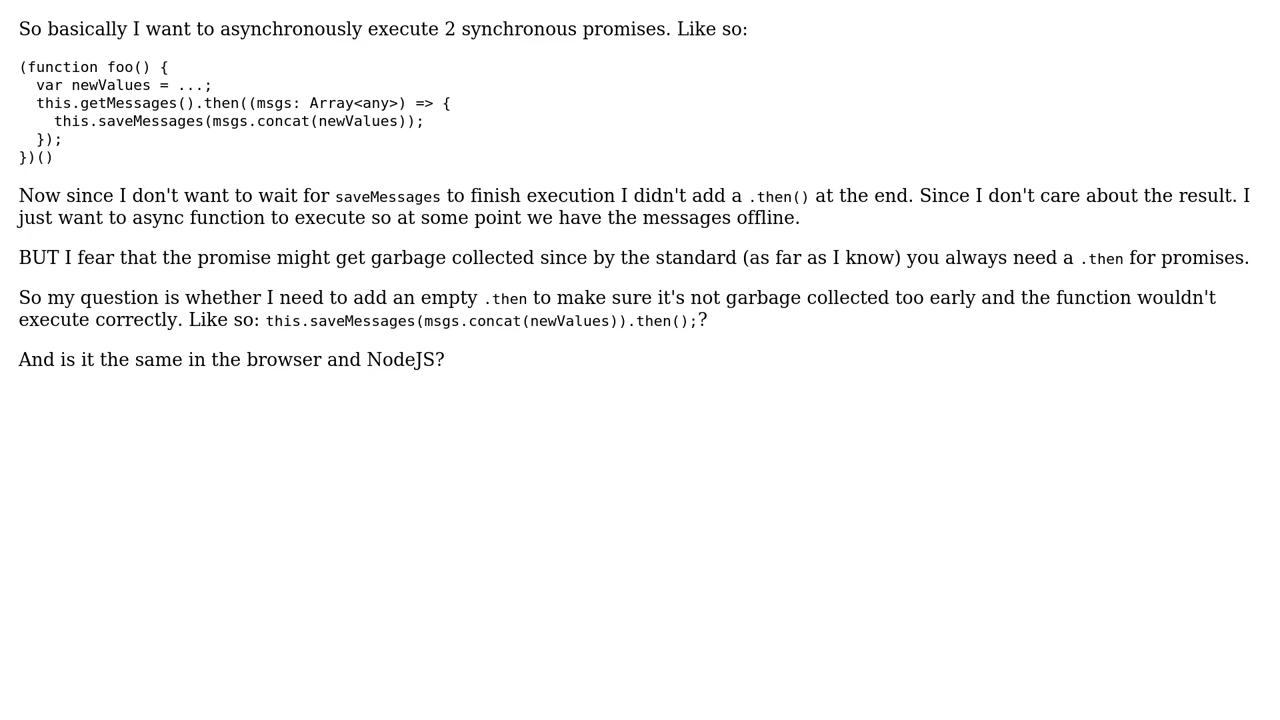 So basically I want to asynchronously execute 2 synchronous promises. Like so:
(function foo() {
  var newValues = ...;
  this.getMessages().then((msgs: Array<any>) => {
    this.saveMessages(msgs.concat(newValues));
  });
})()
Now since I don't want to wait for saveMessages to finish execution I didn't add a .then() at the end. Since I don't care about the result. I
just want to async function to execute so at some point we have the messages offline.
BUT I fear that the promise might get garbage collected since by the standard (as far as I know) you always need a .then for promises.
So my question is whether I need to add an empty .then to make sure it's not garbage collected too early and the function wouldn't
execute correctly. Like so: this.saveMessages(msgs.concat(newValues)).then();?
And is it the same in the browser and NodeJS?